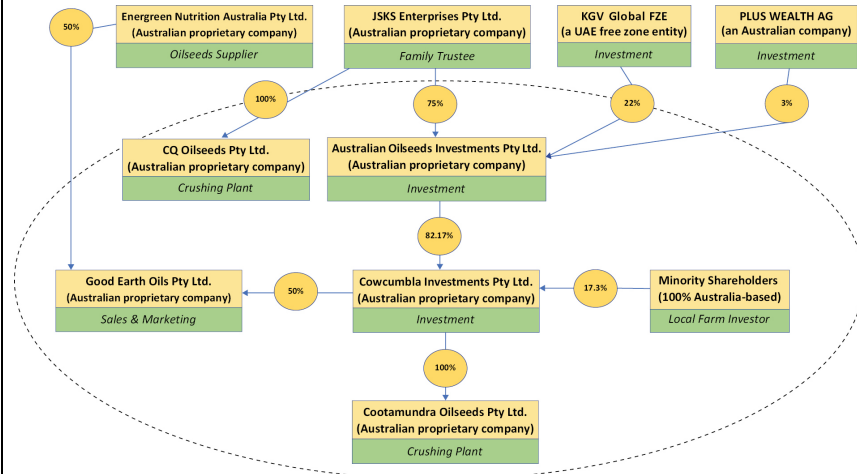 Energreen Nutrition Australia Pty Ltd.
(Australian proprietary company)
Oilseeds Supplier
JSKS Enterprises Pty Ltd.
(Australian proprietary company)
Family Trustee
KGV Global FZE
(a UAE free zone entity)
Investment
PLUS WEALTH AG
(an Australian company)
Investment
50%
100%
75%
22%
3%
CQ Oilseeds Pty Ltd.
(Australian proprietary company)
Crushing Plant
Australian Oilseeds Investments Pty Ltd.
(Australian proprietary company)
Investment
82.17%
Good Earth Oils Pty Ltd.
(Australian proprietary company)
Sales & Marketing
50%
Cowcumbla Investments Pty Ltd.
(Australian proprietary company)
Investment
17.3%
Minority Shareholders
(100% Australia-based)
Local Farm Investor
100%
Cootamundra Oilseeds Pty Ltd.
(Australian proprietary company)
Crushing Plant